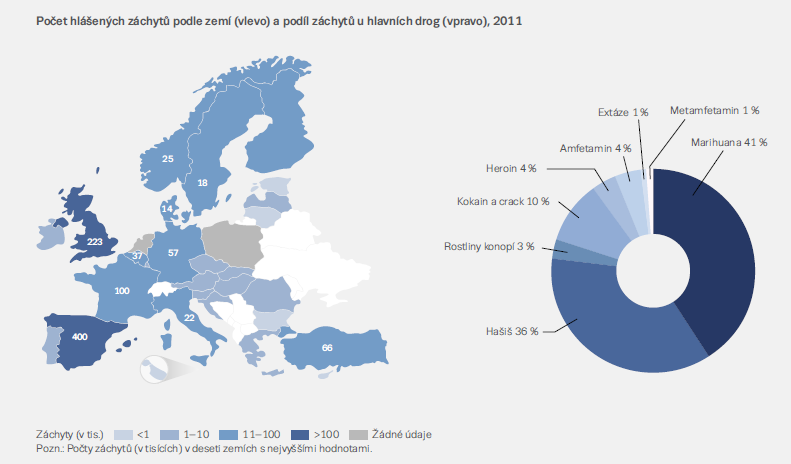 Počet hlášených záchytů podle zemí (vlevo) a podíl záchytů u hlavních drog (vpravo), 2011
Extáze 1 %
Metamfetamin 1 %
Amfetamin 4 %
Marihuana 41 %
Heroin 4 %
Kokain a crack 10 %
Rostliny konopí 3 %
Hašiš 36 %
25
18
14
223
37
57
100
22
400
66
Záchyty (v tis.) <1 1–10 11–100 >100 Žádné údaje
Pozn.: Počty záchytů (v tisících) v deseti zemích s nejvyššími hodnotami.